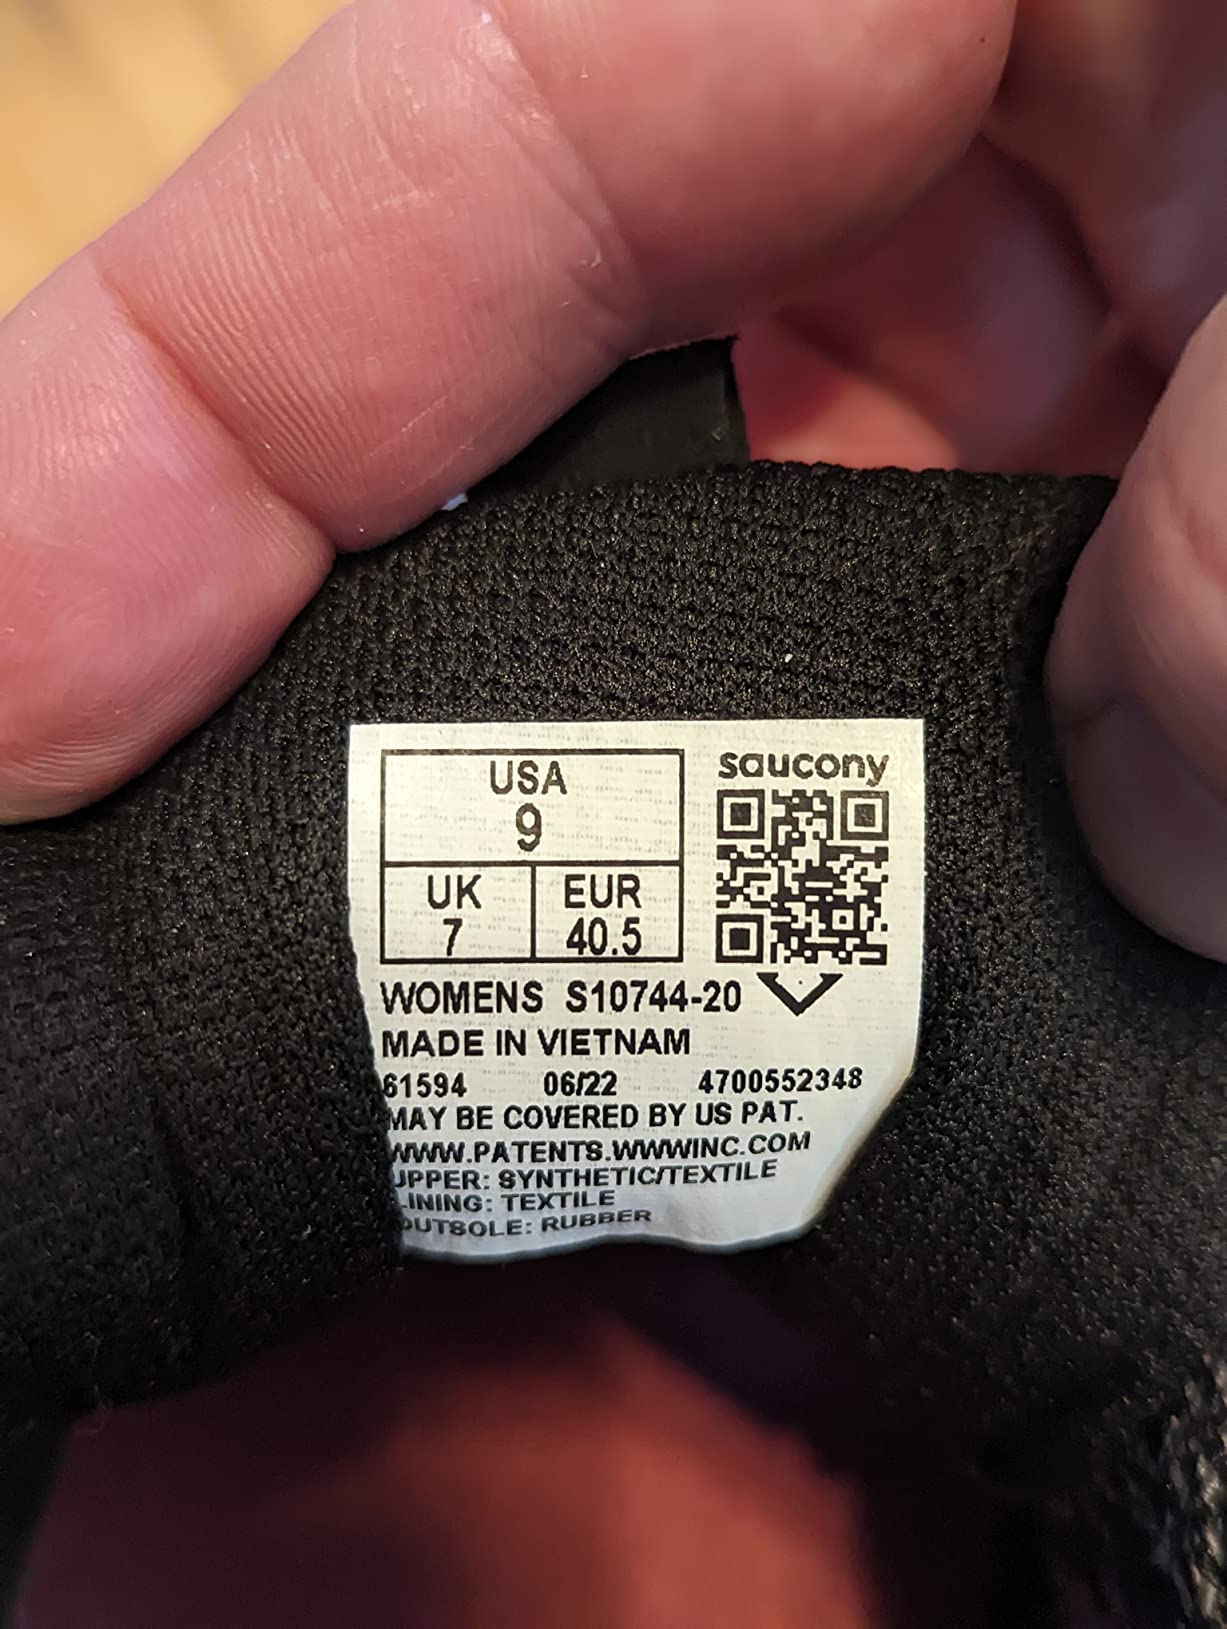 USA
9
UK
7
EUR
40.5
saucony
WOMENS S10744-20
MADE IN VIETNAM
61594 06/22 4700552348
MAY BE COVERED BY US PAT.
WWW.PATENTS.WWWINC.COM
UPPER: SYNTHETIC/TEXTILE
LINING: TEXTILE
OUTSOLE: RUBBER